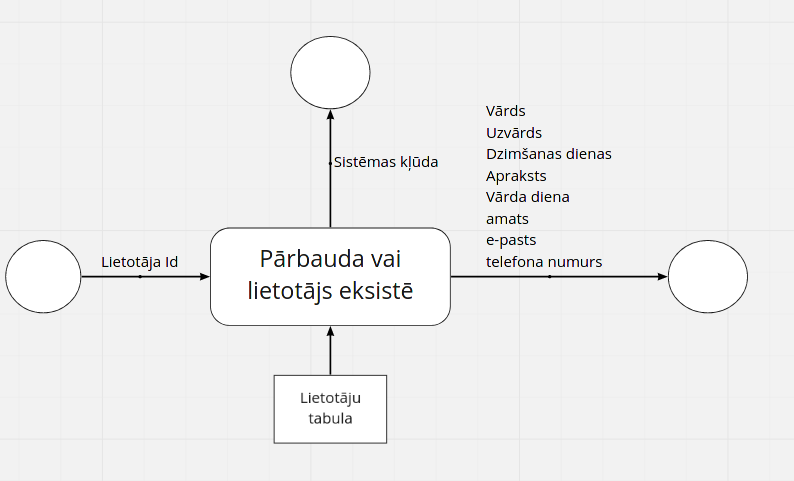 Vārds
Uzvārds
Dzimšanas dienas
Apraksts
Vārda diena
amats
e-pasts
telefona numurs
Sistēmas kļūda
Lietotāja Id
Pārbauda vai
lietotājs eksistē
Lietotāju
tabula